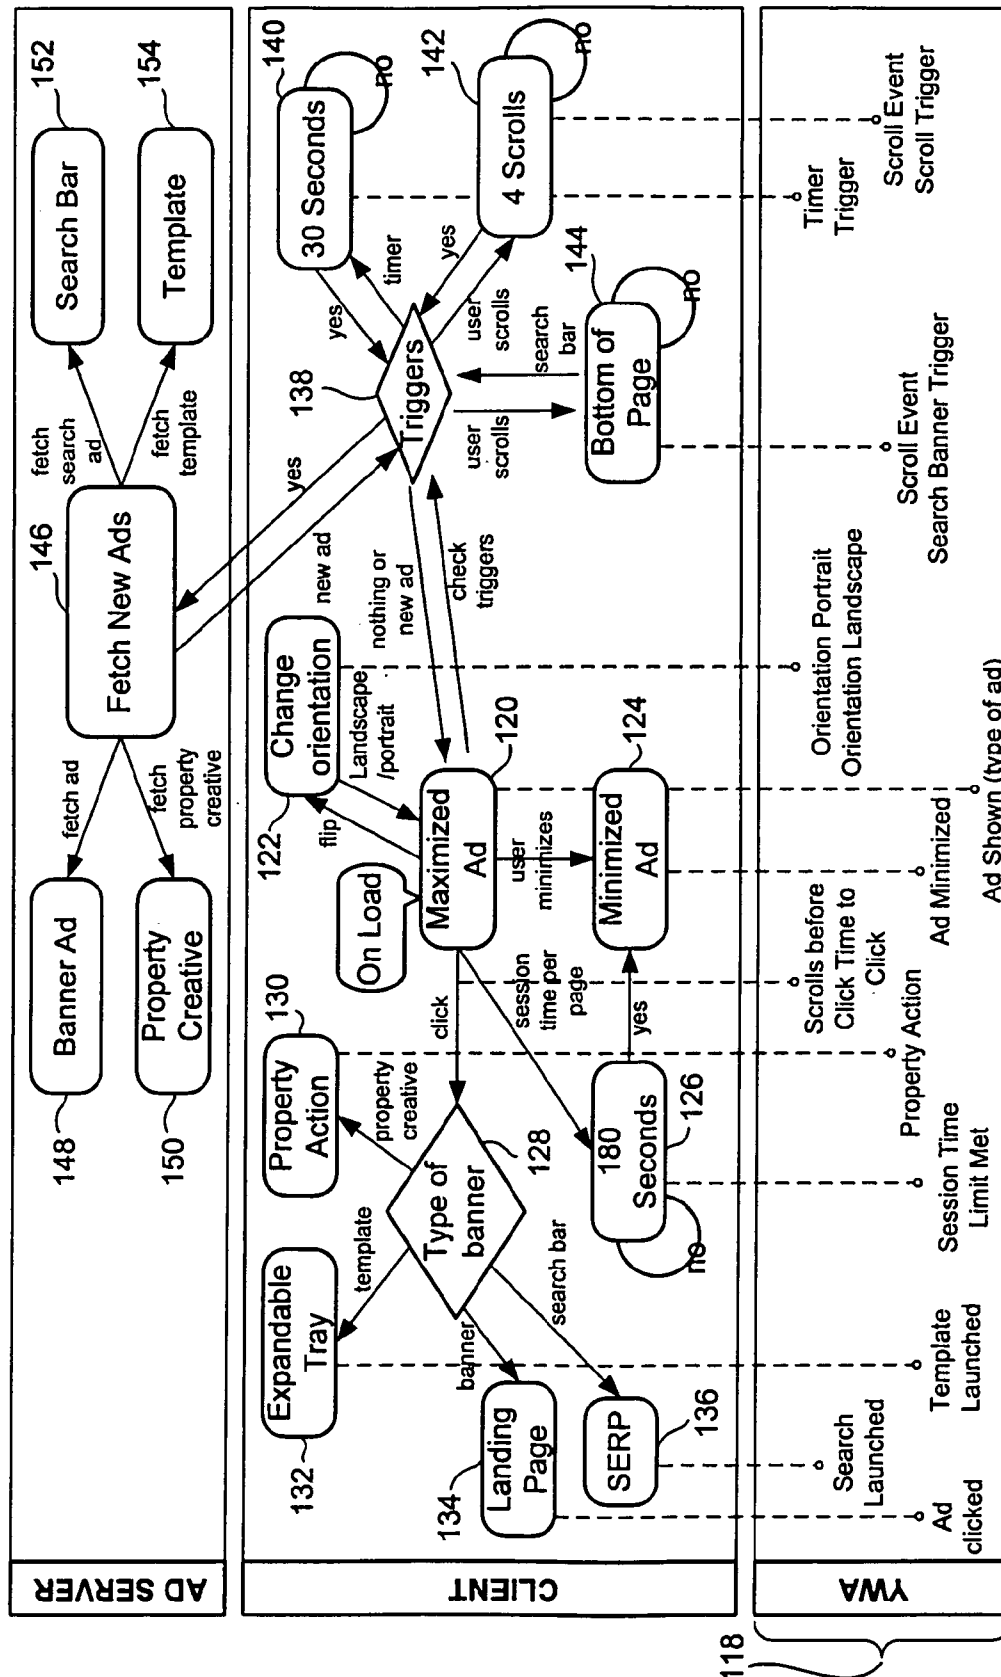 AD SERVER
148
Banner Ad
150
Property
Creative
fetch ad
fetch
property
creative
146
Fetch New Ads
fetch
search
ad
fetch
template
152
Search Bar
154
Template
CLIENT
132
Expandable
Tray
130
Property
Action
template
property
creative
Type of
banner
128
banner
search bar
134
Landing
Page
SERP
136
click
On Load
122
Change
orientation
flip
Landscape
/portrait
Maximized
Ad
120
session
time per
page
user
minimizes
180
Seconds
126
no
yes
Minimized
Ad
124
nothing or
new ad
check
triggers
new ad
yes
138
Triggers
yes
timer
30 Seconds
140
no
yes
user
scrolls
4 Scrolls
142
no
user
scrolls
search
bar
Bottom of
Page
144
no
YWA
118
Ad
clicked
Search
Launched
Template
Launched
Session Time
Limit Met
Property Action
Scrolls before
Click Time to
Click
Ad Minimized
Ad Shown (type of ad)
Orientation Portrait
Orientation Landscape
Scroll Event
Search Banner Trigger
Timer
Trigger
Scroll Event
Scroll Trigger